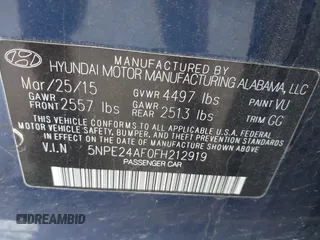 MANUFACTURED BY
HYUNDAI MOTOR MANUFACTURING ALABAMA, LLC
Mar/25/15 GVWR 4497 lbs PAINT VU
GAWR FRONT 2557 lbs GAWR REAR 2513 lbs TRIM GG
THIS VEHICLE CONFORMS TO ALL APPLICABLE U.S. FEDERAL MOTOR
VEHICLE SAFETY, BUMPER, AND THEFT PREVENTION STANDARDS
IN EFFECT ON THE DATE OF MANUFACTURE SHOWN ABOVE.
V.I.N 5NPE24AF0FH212919
PASSENGER CAR
DREAMBID